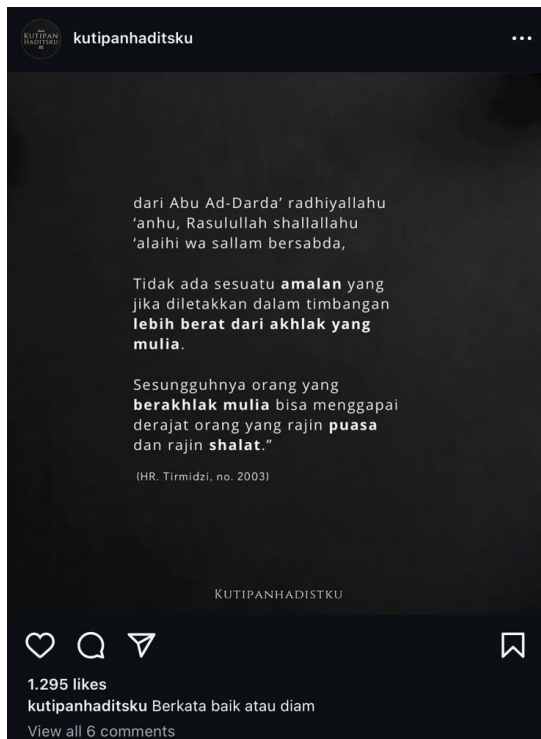 KUTIPAN
HADITSKU
kutipanhaditsku
dari Abu Ad-Darda’ radhiyallahu
‘anhu, Rasulullah shallallahu
‘alaihi wa sallam bersabda,
Tidak ada sesuatu amalan yang
jika diletakkan dalam timbangan
lebih berat dari akhlak yang
mulia.
Sesungguhnya orang yang
berakhlak mulia bisa menggapai
derajat orang yang rajin puasa
dan rajin shalat.”
(HR. Tirmidzi, no. 2003)
KUTIPANHADISTKU
1.295 likes
kutipanhaditsku Berkata baik atau diam
View all 6 comments